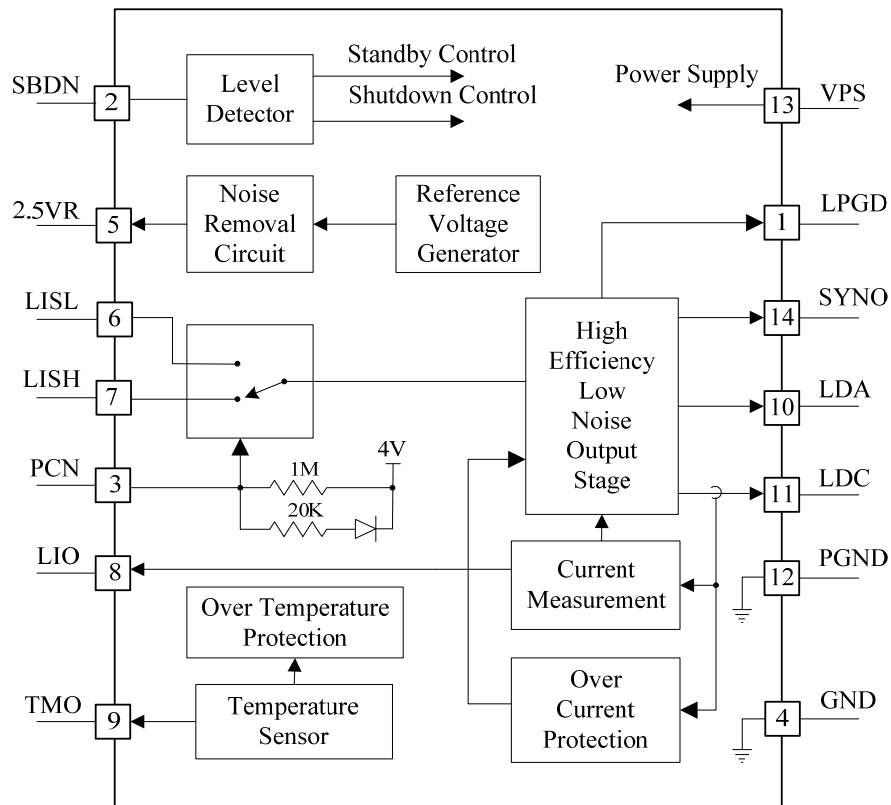 SBDN
2
Level
Detector
Standby Control
Shutdown Control
Power Supply
13
VPS
2.5VR
5
Noise
Removal
Circuit
Reference
Voltage
Generator
1
LPGD
LISL
6
LISH
7
High
Efficiency
Low
Noise
Output
Stage
14
SYNO
10
LDA
PCN
3
1M
20K
4V
11
LDC
LIO
8
Current
Measurement
12
PGND
Over Temperature
Protection
TMO
9
Temperature
Sensor
Over
Current
Protection
4
GND